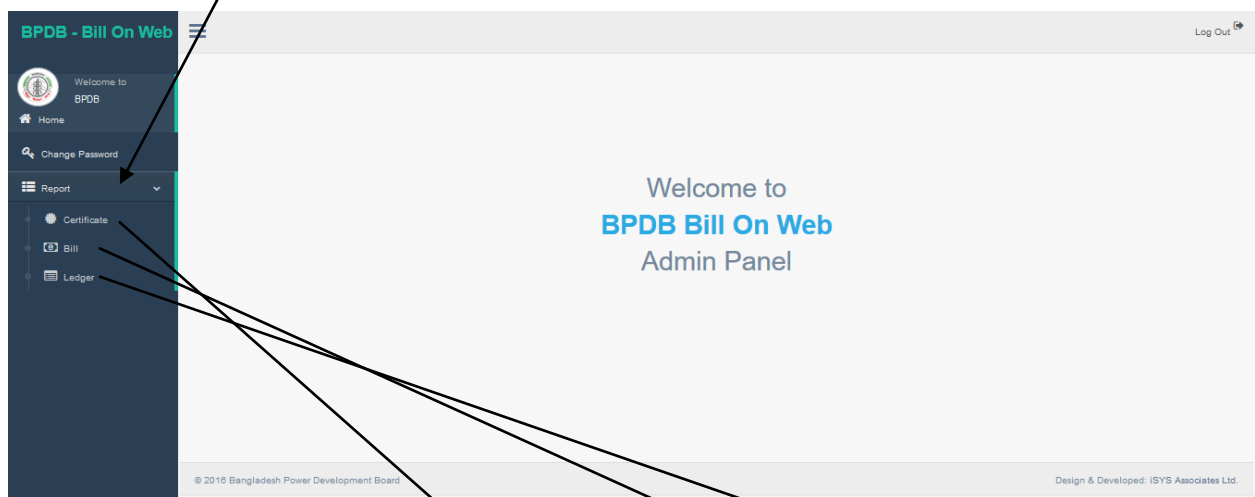 BPDB - Bill On Web
Log Out
Welcome to
BPDB
Home
Change Password
Report
Certificate
Bill
Ledger
Welcome to
BPDB Bill On Web
Admin Panel
© 2016 Bangladesh Power Development Board
Design & Developed: iSYS Associates Ltd.